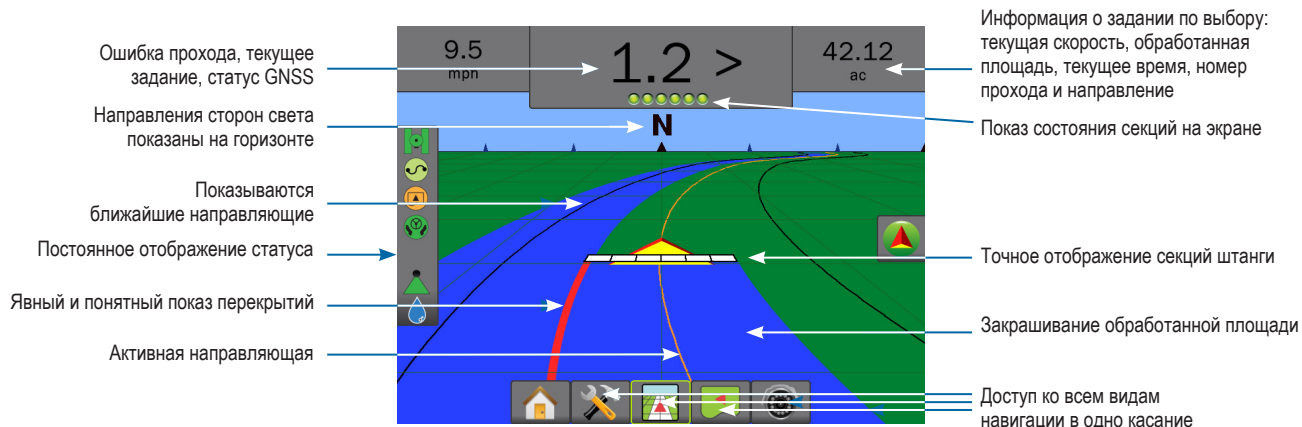 Ошибка прохода, текущее
задание, статус GNSS
Направления сторон света
показаны на горизонте
Показываются
ближайшие направляющие
Постоянное отображение статуса
Явный и понятный показ перекрытий
Активная направляющая
9.5
mpn
1.2 >
42.12
ac
N
Информация о задании по выбору:
текущая скорость, обработанная
площадь, текущее время, номер
прохода и направление
Показ состояния секций на экране
Точное отображение секций штанги
Закрашивание обработанной площади
Доступ ко всем видам
навигации в одно касание